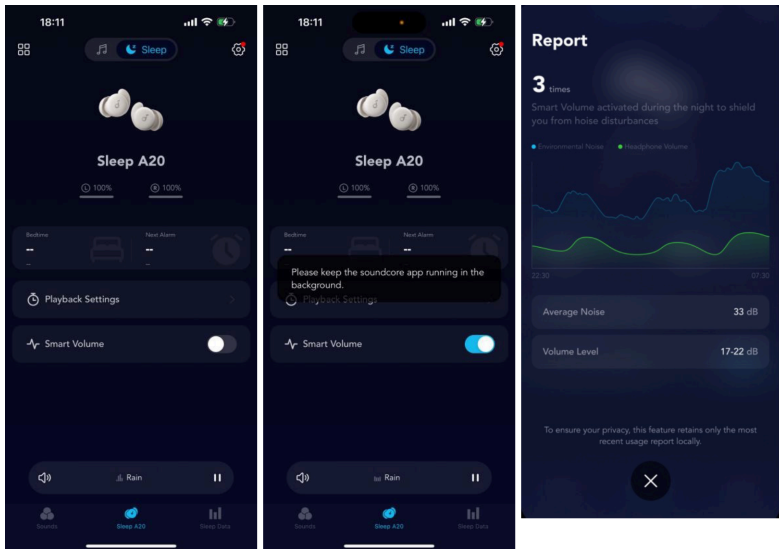 18:11
Sleep
Sleep A20
L 100%
R 100%
Bedtime
Next Alarm
--
--
–
Playback Settings
Smart Volume
Rain
Sounds
Sleep A20
Sleep Data
18:11
Sleep
Sleep A20
L 100%
R 100%
Bedtime
Next Alarm
--
--
Please keep the soundcore app running in the
background.
Playback Settings
Smart Volume
Rain
Sounds
Sleep A20
Sleep Data
Report
3 times
Smart Volume activated during the night to shield
you from noise disturbances
Environmental Noise
Headphone Volume
22:30
07:30
Average Noise
33 dB
Volume Level
17-22 dB
To ensure your privacy, this feature retains only the most
recent usage report locally.